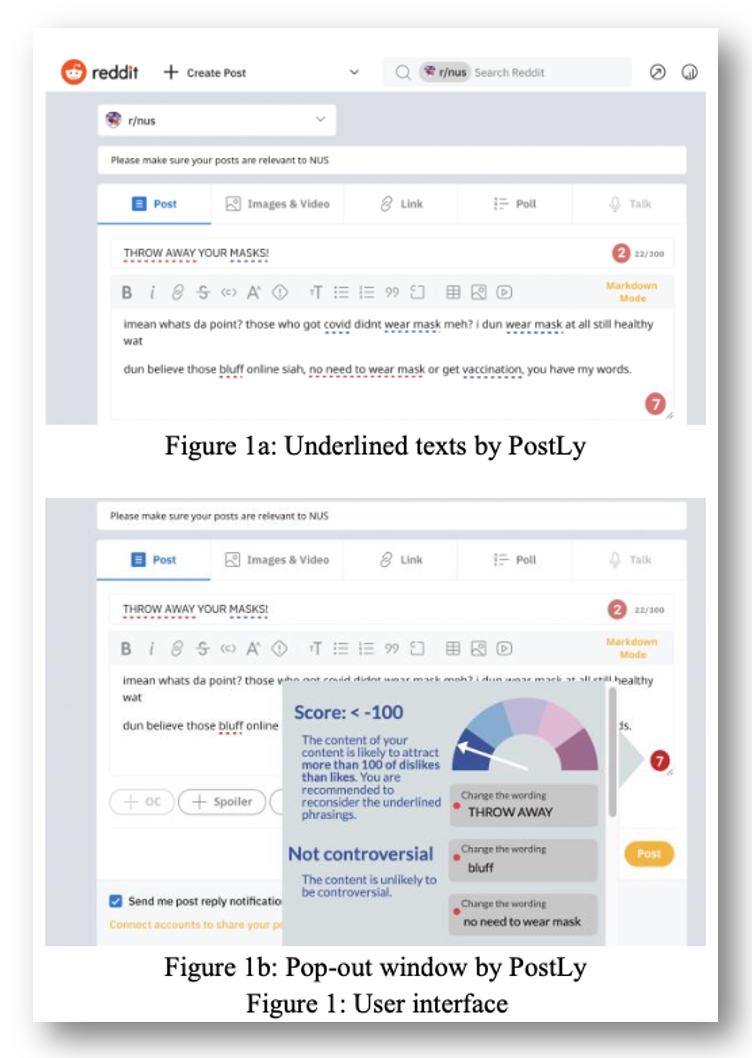 reddit + Create Post r/nus Search Reddit
r/nus
Please make sure your posts are relevant to NUS
Post Images & Video Link Poll Talk
THROW AWAY YOUR MASKS! 2 22/300
B i S <c> A T 99 Markdown
Mode
imean whats da point? those who got covid didnt wear mask meh? i dun wear mask at all still healthy
wat
dun believe those bluff online siah, no need to wear mask or get vaccination, you have my words.
7
Figure 1a: Underlined texts by PostLy
Please make sure your posts are relevant to NUS
Post Images & Video Link Poll Talk
THROW AWAY YOUR MASKS! 2 22/300
B i S <c> A T 99 Markdown
Mode
imean whats da point? those who got covid didnt wear mask meh? i dun wear mask at all still healthy
wat
dun believe those bluff online ds.
7
Score: < -100
The content of your
content is likely to attract
more than 100 of dislikes
than likes. You are
recommended to
reconsider the underlined
phrasings.
Change the wording
THROW AWAY
Not controversial
The content is unlikely to
be controversial.
Change the wording
bluff
Change the wording
no need to wear mask
+ OC + Spoiler
Post
Send me post reply notificatio
Connect accounts to share your p
Figure 1b: Pop-out window by PostLy
Figure 1: User interface